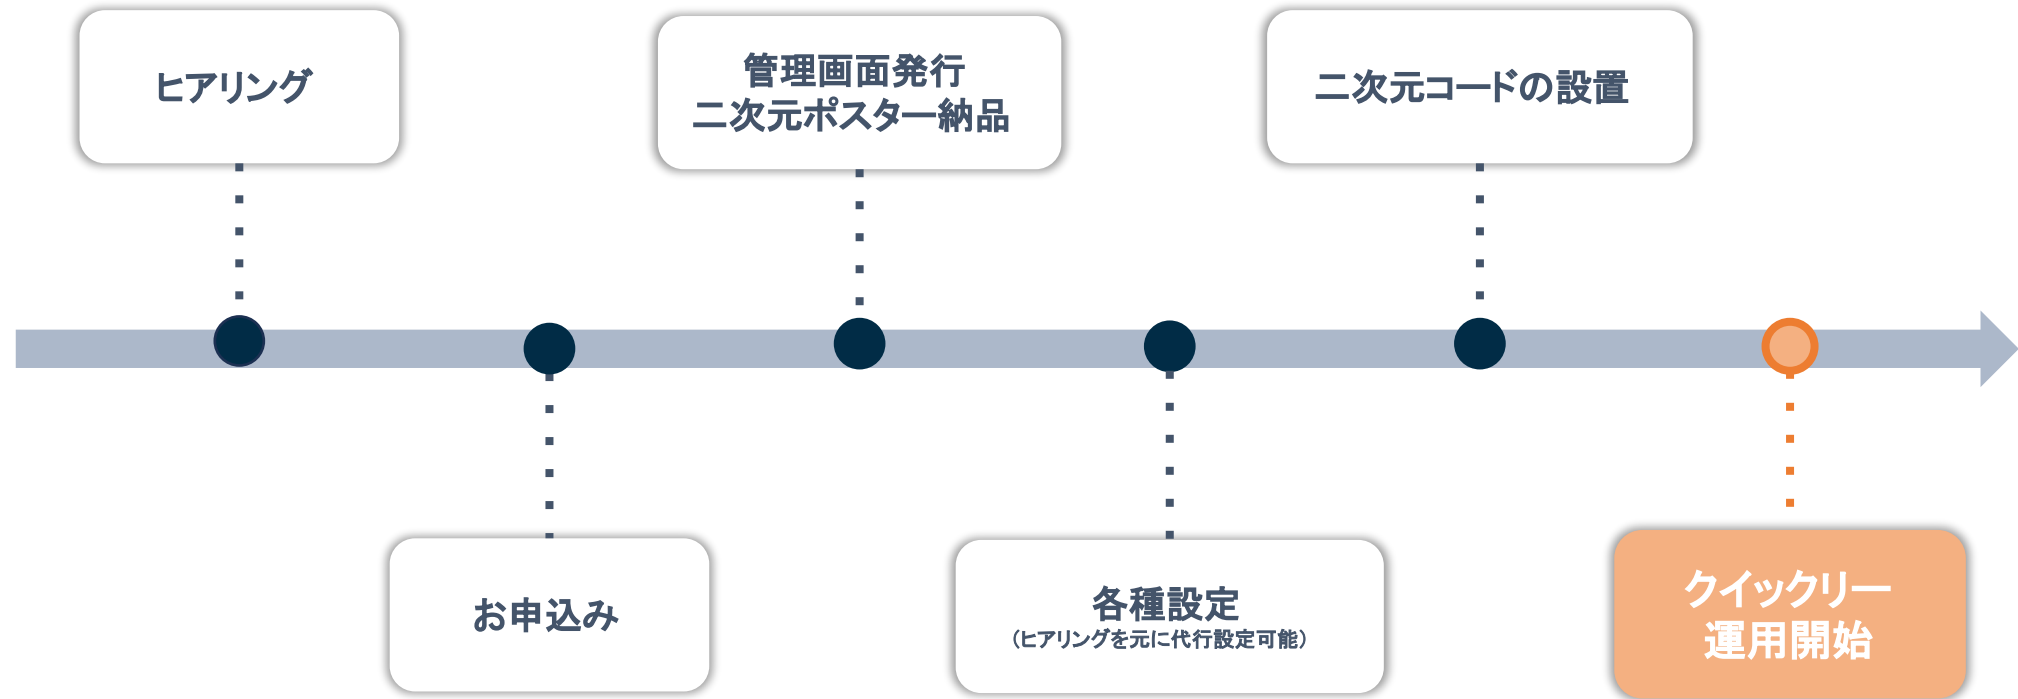 ヒアリング
お申込み
管理画面発行
二次元ポスター納品
各種設定
（ヒアリングを元に代行設定可能）
二次元コードの設置
クイックリー
運用開始